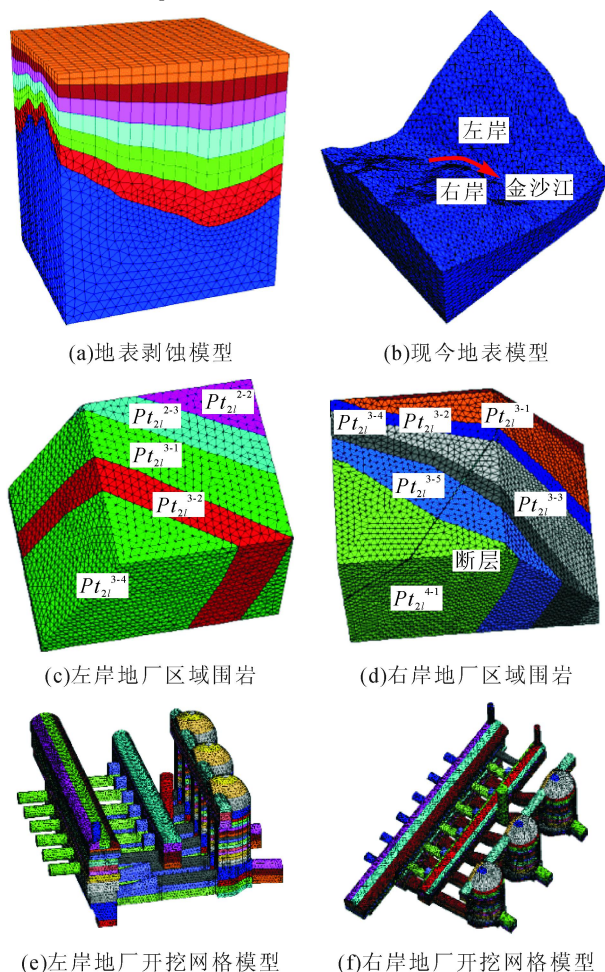 左岸
右岸
金沙江
(a)地表剥蚀模型
(b)现今地表模型
Pt₂ₗ²⁻²
Pt₂ₗ²⁻³
Pt₂ₗ³⁻¹
Pt₂ₗ³⁻²
Pt₂ₗ³⁻⁴
Pt₂ₗ³⁻⁴
Pt₂ₗ³⁻²
Pt₂ₗ³⁻¹
Pt₂ₗ³⁻⁵
Pt₂ₗ³⁻³
断层
Pt₂ₗ⁴⁻¹
(c)左岸地厂区域围岩
(d)右岸地厂区域围岩
(e)左岸地厂开挖网格模型
(f)右岸地厂开挖网格模型